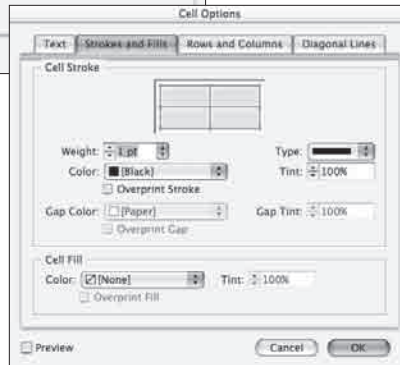 Cell Options
Text Strokes and Fills Rows and Columns Diagonal Lines
Cell Stroke
Weight: 1 pt Type:
Color: [Black] Tint: 100%
Overprint Stroke
Gap Color: [Paper] Gap Tint: 100%
Overprint Gap
Cell Fill
Color: [None] Tint: 100%
Overprint Fill
Preview Cancel OK